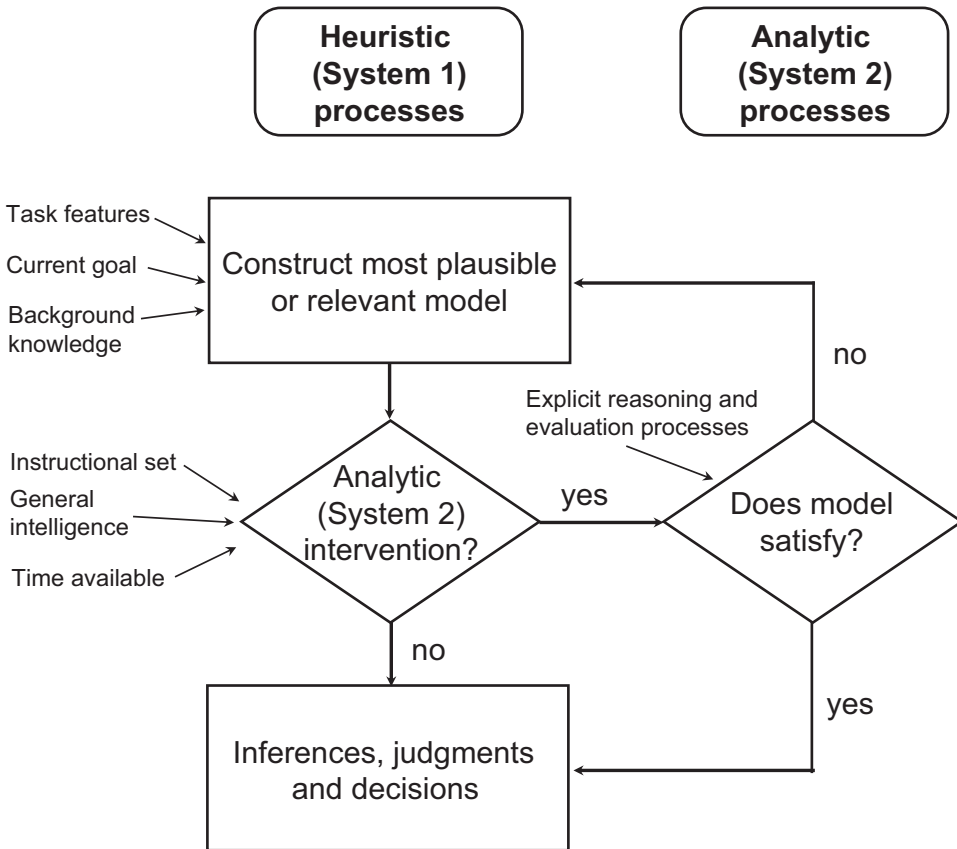 Heuristic
(System 1)
processes
Analytic
(System 2)
processes
Task features
Current goal
Background
knowledge
Construct most plausible
or relevant model
no
Explicit reasoning and
evaluation processes
Instructional set
General
intelligence
Time available
Analytic
(System 2)
intervention?
yes
Does model
satisfy?
no
yes
Inferences, judgments
and decisions